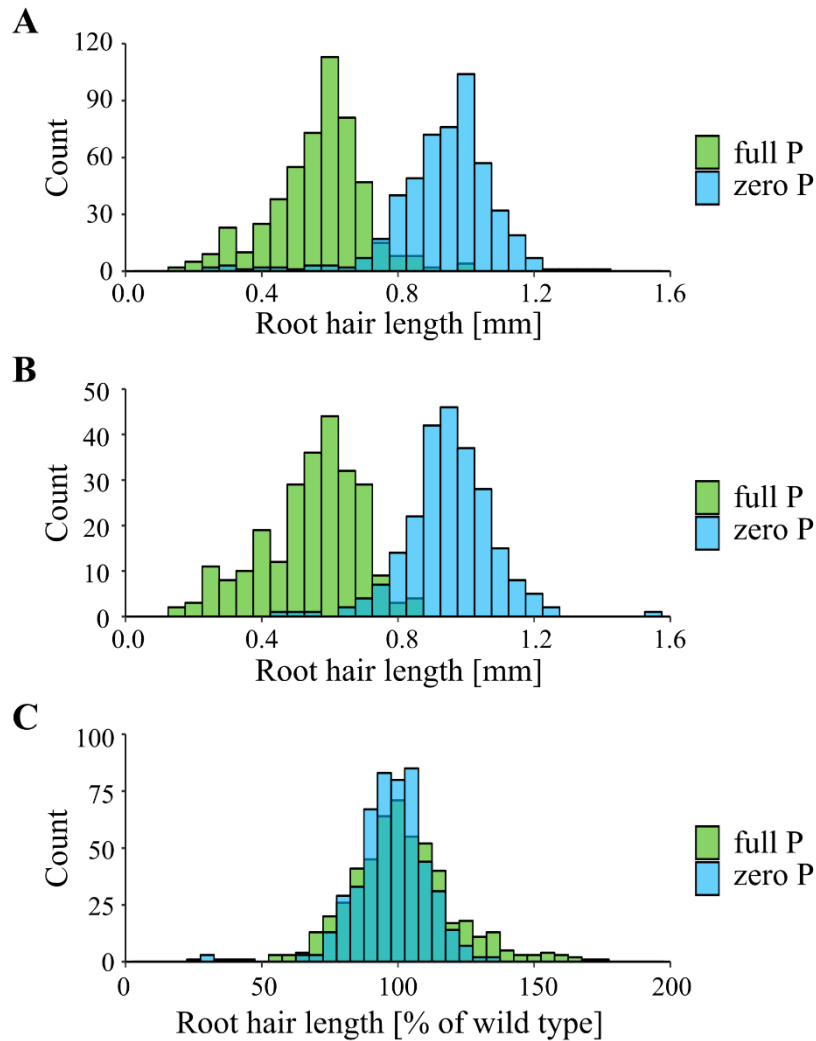 A
120
90
60
30
0
Count
0.0 0.4 0.8 1.2 1.6
Root hair length [mm]
full P
zero P
B
50
40
30
20
10
0
Count
0.0 0.4 0.8 1.2 1.6
Root hair length [mm]
full P
zero P
C
100
75
50
25
0
Count
0 50 100 150 200
Root hair length [% of wild type]
full P
zero P